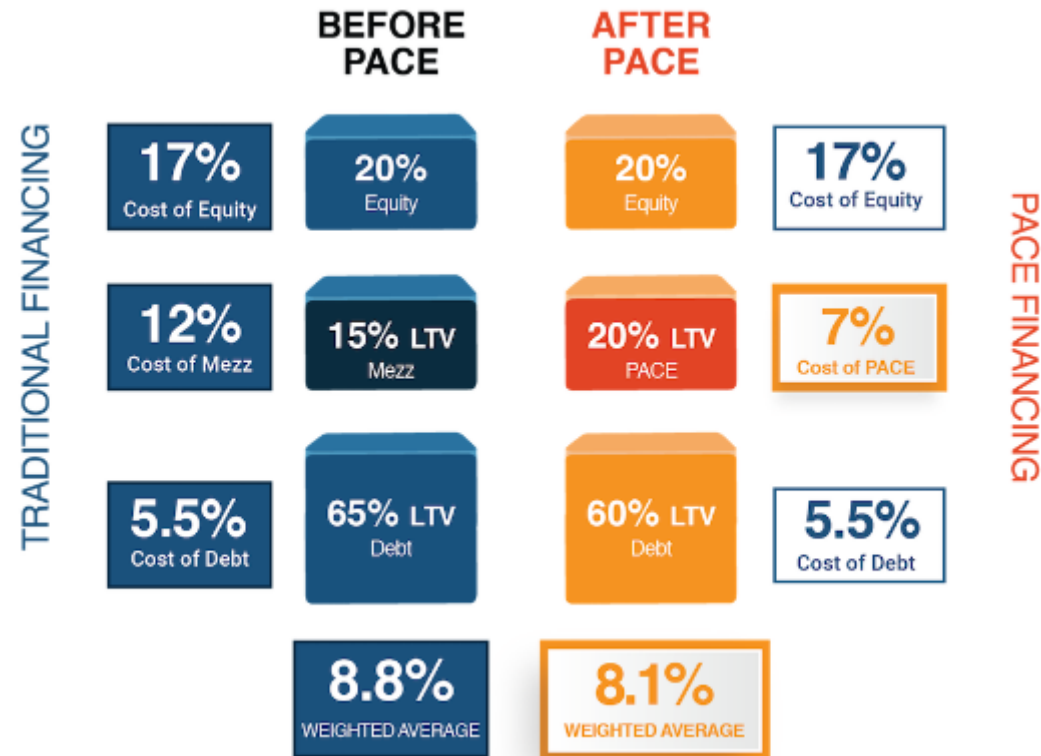 BEFORE
PACE
AFTER
PACE
TRADITIONAL FINANCING
17%
Cost of Equity
20%
Equity
20%
Equity
17%
Cost of Equity
12%
Cost of Mezz
15% LTV
Mezz
20% LTV
PACE
7%
Cost of PACE
5.5%
Cost of Debt
65% LTV
Debt
60% LTV
Debt
5.5%
Cost of Debt
8.8%
WEIGHTED AVERAGE
8.1%
WEIGHTED AVERAGE
PACE FINANCING